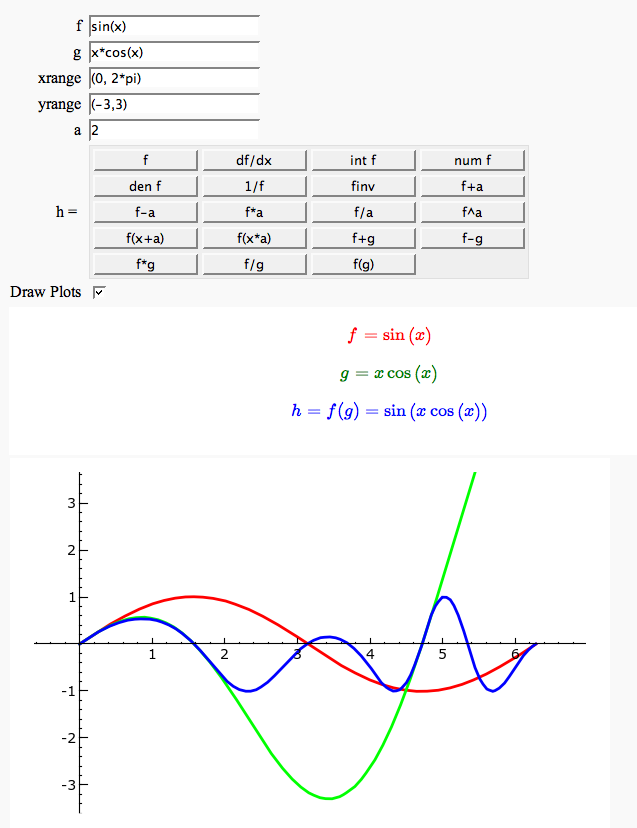 f sin(x)
g x*cos(x)
xrange (0, 2*pi)
yrange (-3,3)
a 2
f df/dx int f num f
den f 1/f finv f+a
h = f-a f*a f/a f^a
f(x+a) f(x*a) f+g f-g
f*g f/g f(g)
Draw Plots
f = sin (x)
g = x cos (x)
h = f(g) = sin (x cos (x))
3
2
1
1 2 3 4 5 6
-1
-2
-3